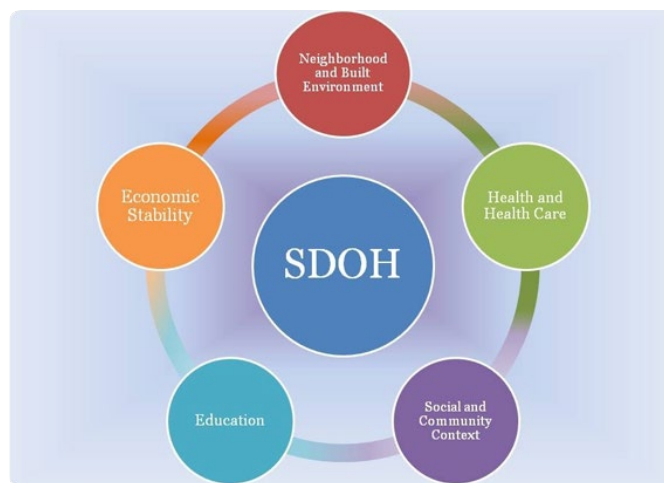 Neighborhood
and Built
Environment
Economic
Stability
Health and
Health Care
SDOH
Education
Social and
Community
Context